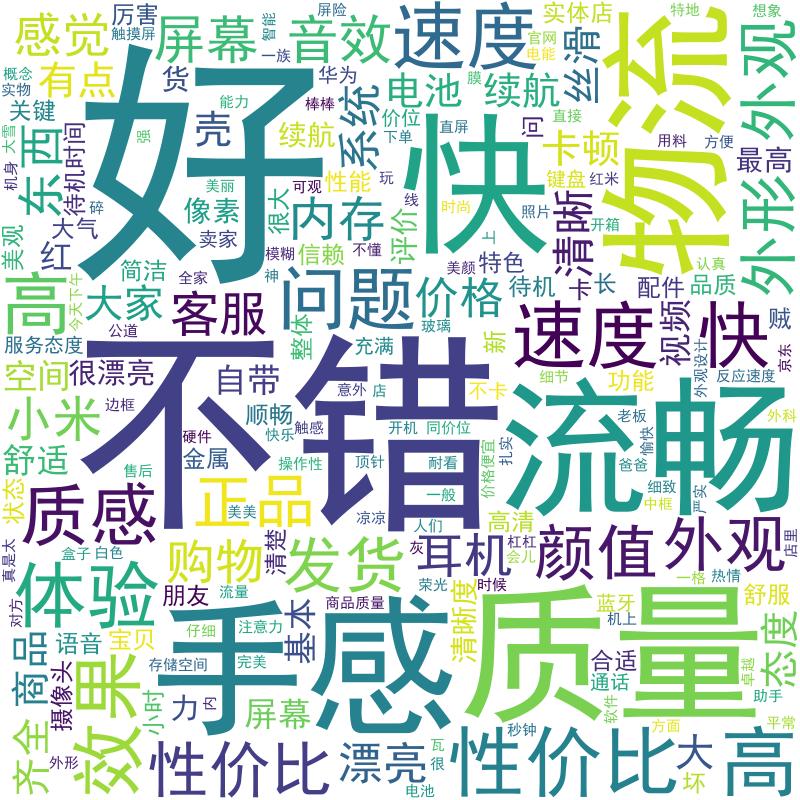 厉害
屏险
智能
感觉
屏幕
音效
速度
丝滑
实体店
特地
想象
触摸屏
一族
官网
电能
物流
外观
概念
实物
有点
货
华为
电池
续航
膜
关键
棒棒
系统
价位
下单
直屏
问
直接
用料
方便
大雪
机身
东西
待机时间
好
强
能力
壳
续航
快
卡顿
最高
美丽
可观
性能
玩
键盘
红米
外形
美观
大气
像素
很大
内存
评价
线
时尚
照片
开箱
清晰
红
卖家
模糊
信赖
不懂
上
认真
简洁
全家
神
美颜
特色
高
今天下午
大家
问题
价格
待机
卡
长
配件
品质
公道
客服
整体
玻璃
速度
快
视频
贼
服务态度
充满
新
京东
空间
很漂亮
自带
意外
店
不卡
细节
功能
外观设计
反应速度
不错
小米
边框
顺畅
触感
开机
同价位
流畅
老板
外科
硬件
快乐
扎实
爸爸
愉快
舒适
售后
金属
操作性
顶针
耐看
价格便宜
细致
状态
质感
正品
美美
一般
中框
严实
凉凉
人们
高清
店里
真是太
盒子
白色
购物
清楚
发货
灰
耳机
杠杠
会儿
颜值
外观
体验
朋友
流量
荣光
时候
一格
热情
对方
商品质量
清晰度
蓝牙
舒服
语音
宝贝
仔细
注意力
基本
手感
质量
机上
卓越
态度
商品
摄像头
效果
存储空间
完美
合适
通话
助手
小时
力
内
屏幕
软件
方面
平常
齐全
外形
性价比
漂亮
瓦
很
电池
秒钟
性价比
大
坏
高